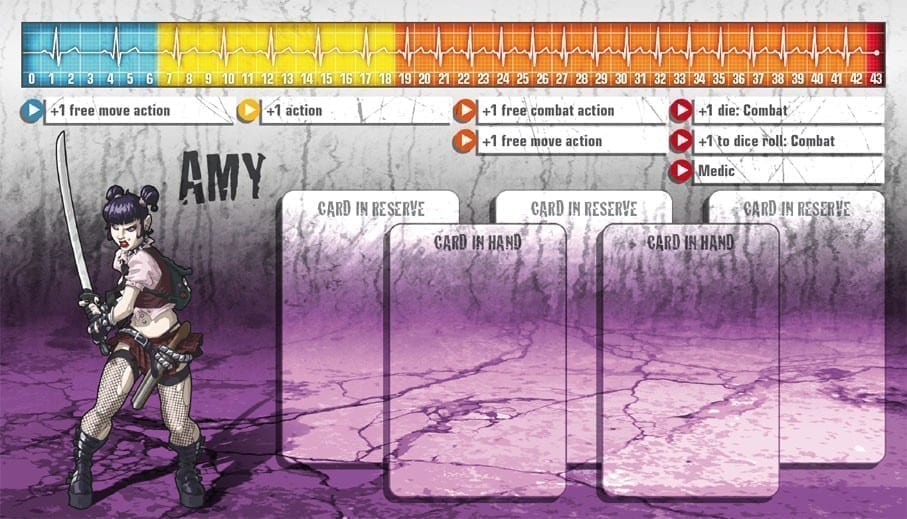 0 1 2 3 4 5 6 7 8 9 10 11 12 13 14 15 16 17 18 19 20 21 22 23 24 25 26 27 28 29 30 31 32 33 34 35 36 37 38 39 40 41 42 43
+1 free move action
+1 action
+1 free combat action
+1 die: Combat
+1 free move action
+1 to dice roll: Combat
Medic
AMY
CARD IN RESERVE
CARD IN RESERVE
CARD IN RESERVE
CARD IN HAND
CARD IN HAND